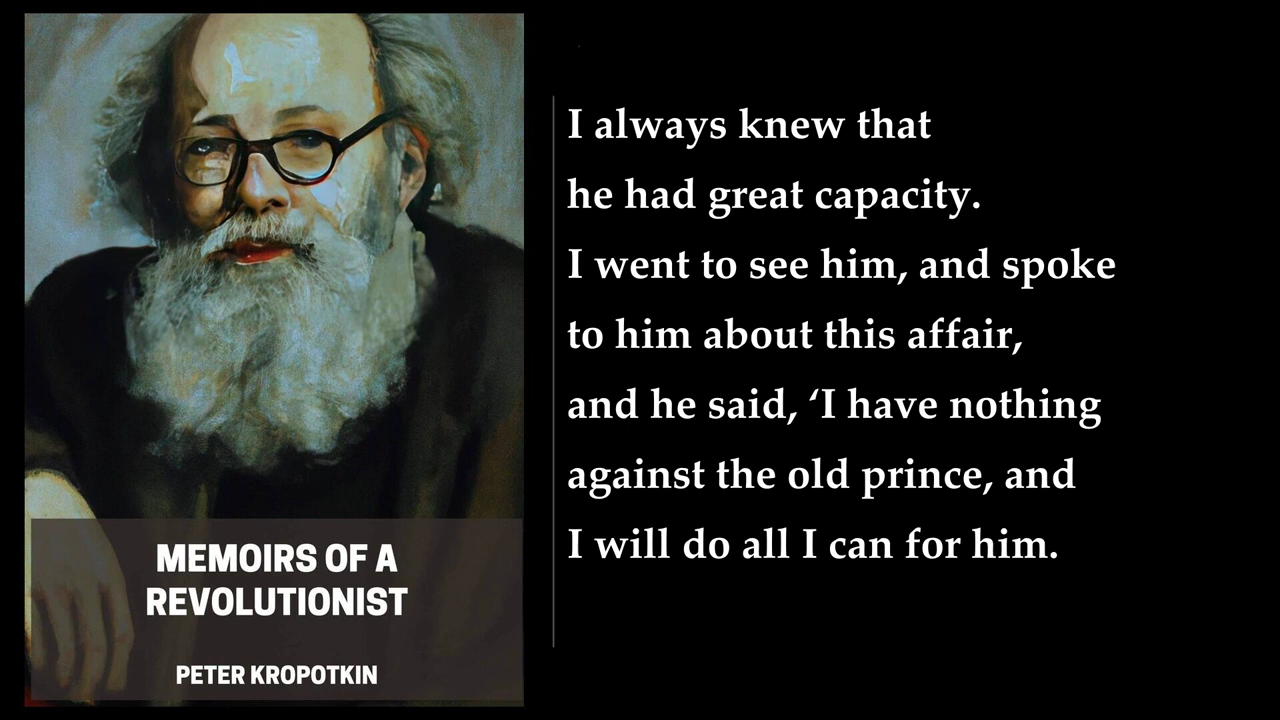 MEMOIRS OF A
REVOLUTIONIST
PETER KROPOTKIN
I always knew that
he had great capacity.
I went to see him, and spoke
to him about this affair,
and he said, ‘I have nothing
against the old prince, and
I will do all I can for him.